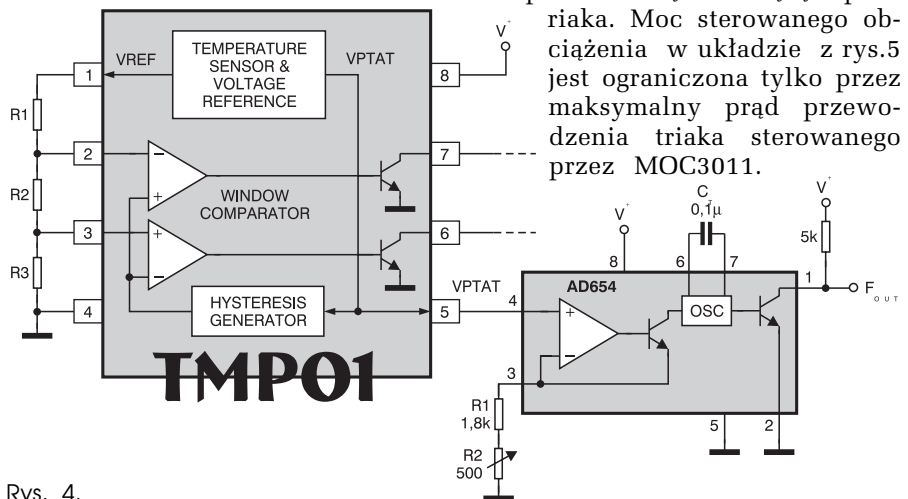 riaka. Moc sterowanego ob-
ciążenia w układzie z rys.5
jest ograniczona tylko przez
maksymalny prąd przewo-
dzenia triaka sterowanego
przez MOC3011.
TEMPERATURE
SENSOR &
VOLTAGE
REFERENCE
VREF
VPTAT
V+
1
8
R1
2
7
R2
WINDOW
COMPARATOR
3
6
R3
HYSTERESIS
GENERATOR
4
5
VPTAT
TMP01
C
T
0,1µ
V+
V+
5k
8
6
7
1
AD654
OSC
FOUT
4
3
R1
1,8k
R2
500
5
2
Rys. 4.